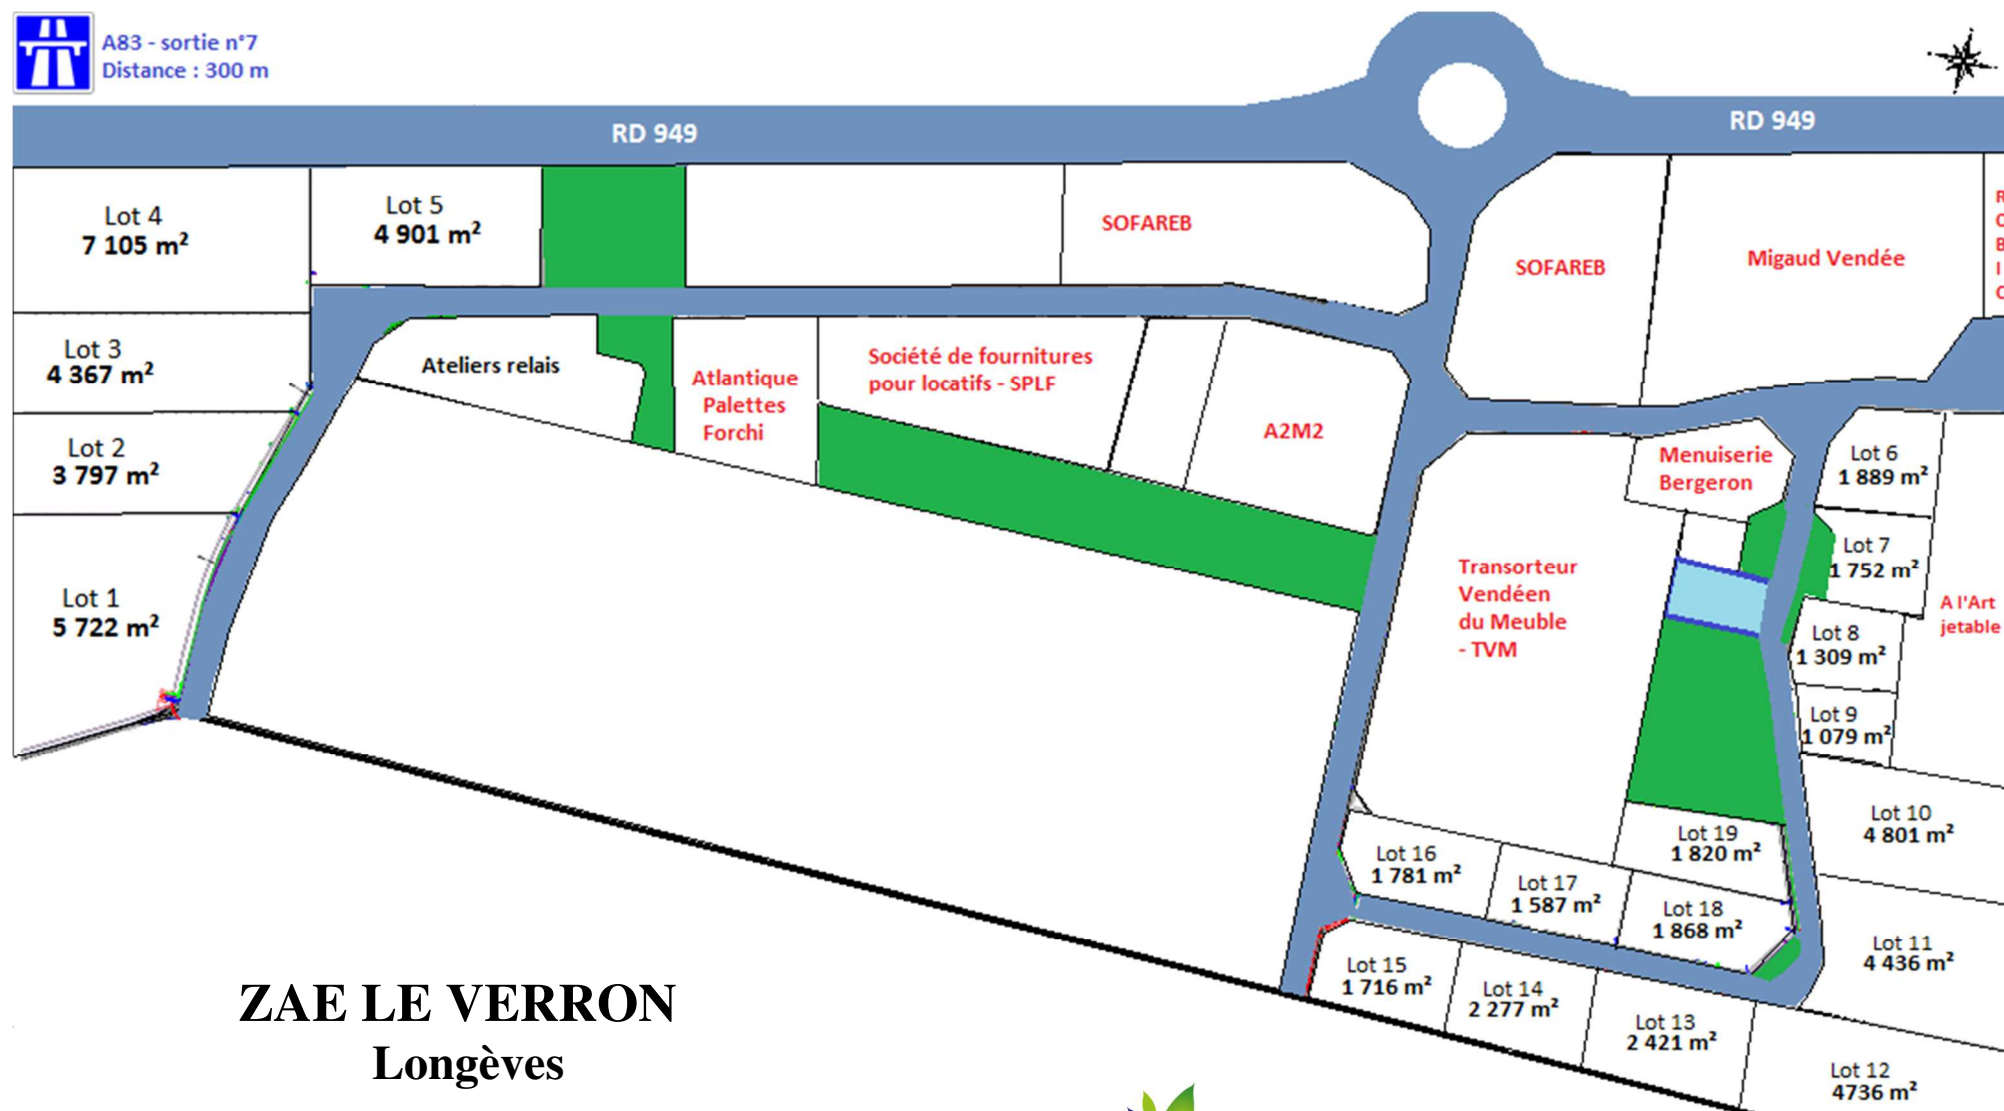 A83 - sortie n°7
Distance : 300 m
RD 949
RD 949
Lot 4
7 105 m²
Lot 5
4 901 m²
SOFAREB
SOFAREB
Migaud Vendée
R
O
B
I
C
Lot 3
4 367 m²
Ateliers relais
Atlantique
Palettes
Forchi
Société de fournitures
pour locatifs - SPLF
A2M2
Menuiserie
Bergeron
Lot 6
1 889 m²
Lot 2
3 797 m²
Lot 7
1 752 m²
Transorteur
Vendéen
du Meuble
- TVM
A l'Art
jetable
Lot 1
5 722 m²
Lot 8
1 309 m²
Lot 9
1 079 m²
Lot 10
4 801 m²
Lot 19
1 820 m²
Lot 16
1 781 m²
Lot 17
1 587 m²
Lot 18
1 868 m²
Lot 11
4 436 m²
Lot 15
1 716 m²
Lot 14
2 277 m²
Lot 13
2 421 m²
Lot 12
4736 m²
ZAE LE VERRON
Longèves